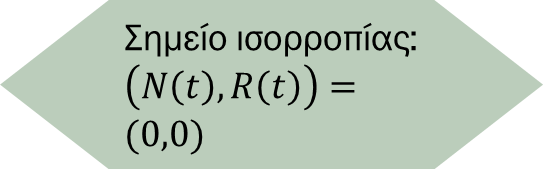 Σημείο ισορροπίας:
(N(t), R(t)) =
(0,0)